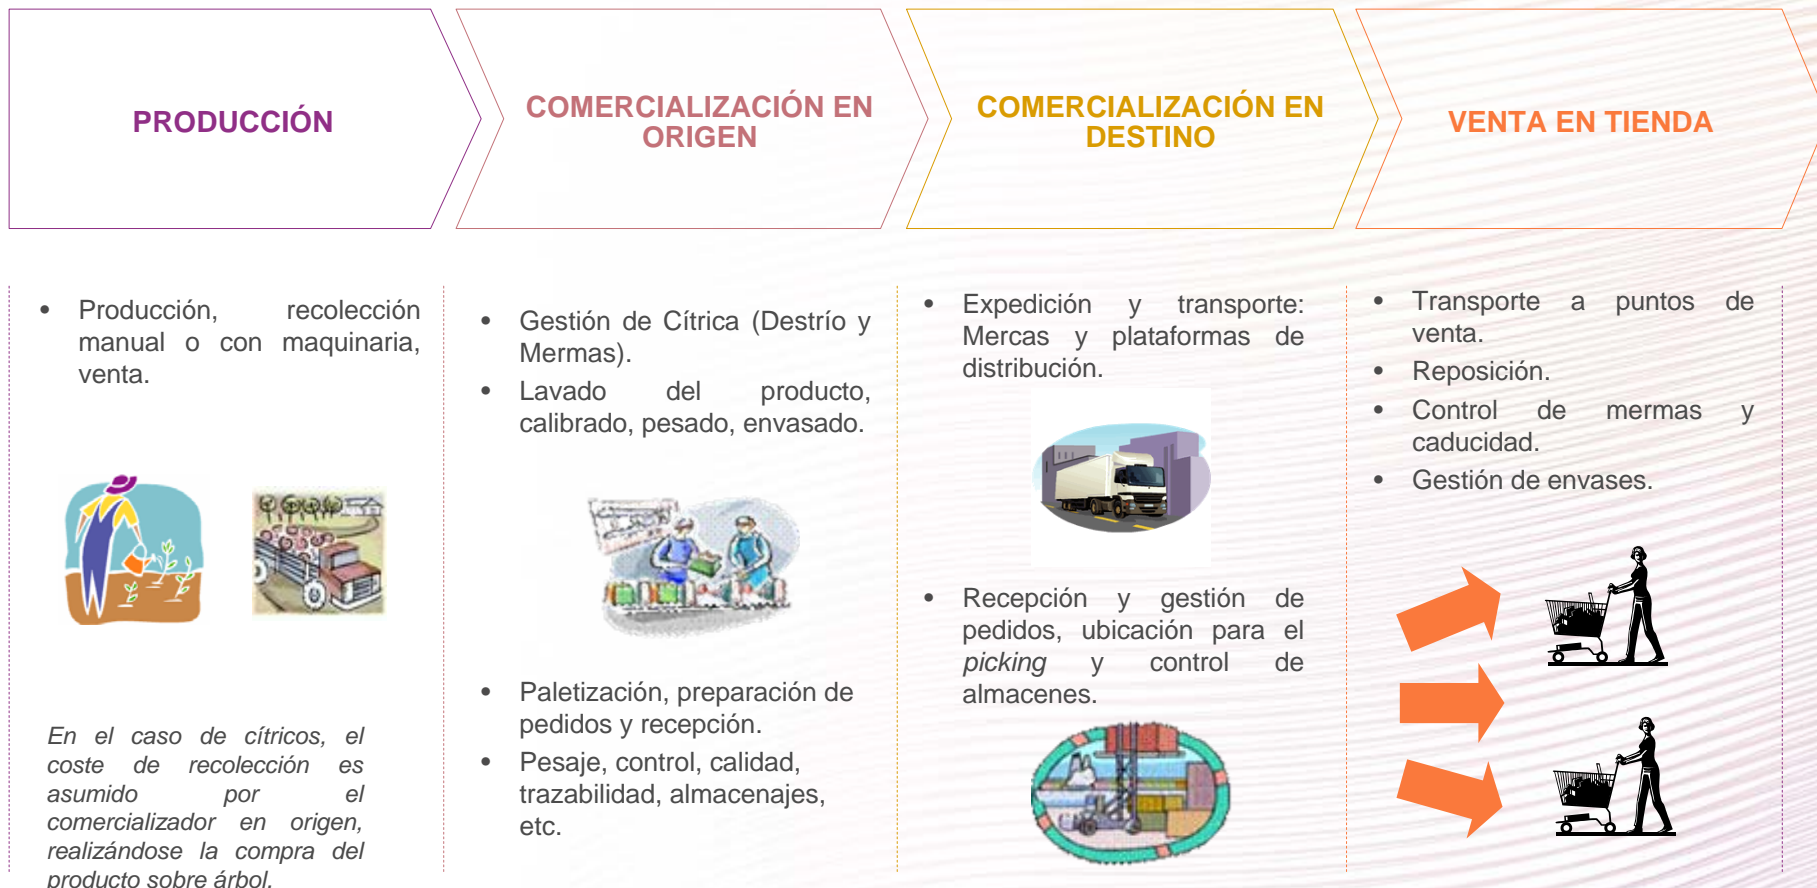 PRODUCCIÓN
COMERCIALIZACIÓN EN
ORIGEN
COMERCIALIZACIÓN EN
DESTINO
VENTA EN TIENDA
• Producción, recolección
manual o con maquinaria,
venta.
En el caso de cítricos, el
coste de recolección es
asumido por el
comercializador en origen,
realizándose la compra del
producto sobre árbol.
• Gestión de Cítrica (Destrío y
Mermas).
• Lavado del producto,
calibrado, pesado, envasado.
• Paletización, preparación de
pedidos y recepción.
• Pesaje, control, calidad,
trazabilidad, almacenajes,
etc.
• Expedición y transporte:
Mercas y plataformas de
distribución.
• Recepción y gestión de
pedidos, ubicación para el
picking y control de
almacenes.
• Transporte a puntos de
venta.
• Reposición.
• Control de mermas y
caducidad.
• Gestión de envases.